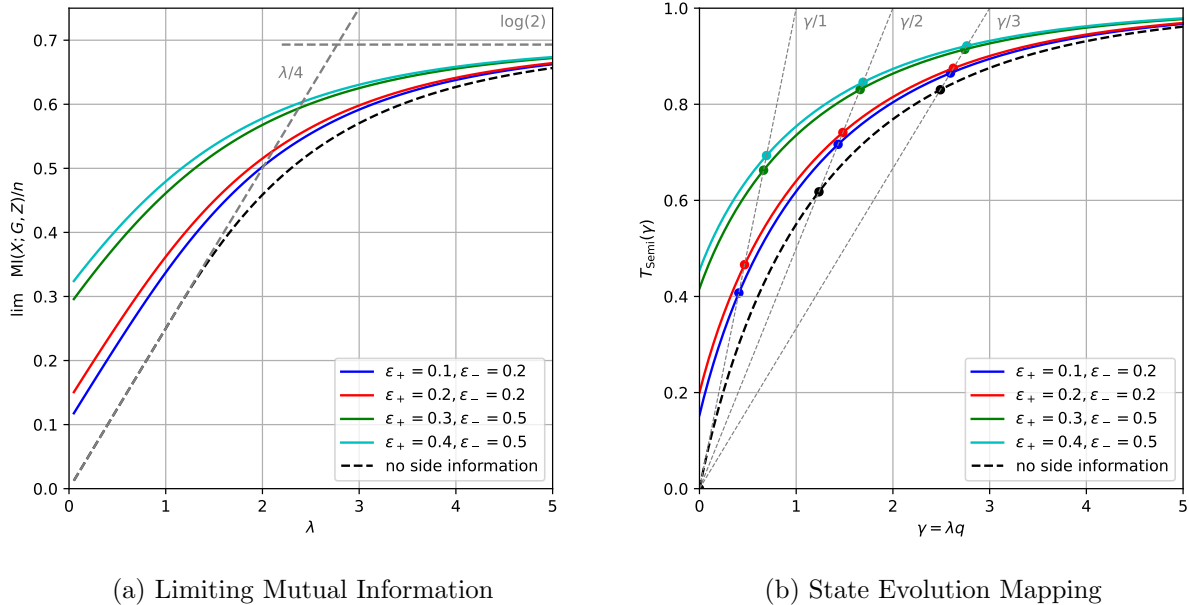 lim MI(X; G, Z)/n
0.7
0.6
0.5
0.4
0.3
0.2
0.1
0.0
log(2)
λ/4
ε₊ = 0.1, ε₋ = 0.2
ε₊ = 0.2, ε₋ = 0.2
ε₊ = 0.3, ε₋ = 0.5
ε₊ = 0.4, ε₋ = 0.5
no side information
0 1 2 3 4 5
λ
(a) Limiting Mutual Information
T_Semi(γ)
1.0
0.8
0.6
0.4
0.2
0.0
γ/1 γ/2 γ/3
ε₊ = 0.1, ε₋ = 0.2
ε₊ = 0.2, ε₋ = 0.2
ε₊ = 0.3, ε₋ = 0.5
ε₊ = 0.4, ε₋ = 0.5
no side information
0 1 2 3 4 5
γ = λq
(b) State Evolution Mapping